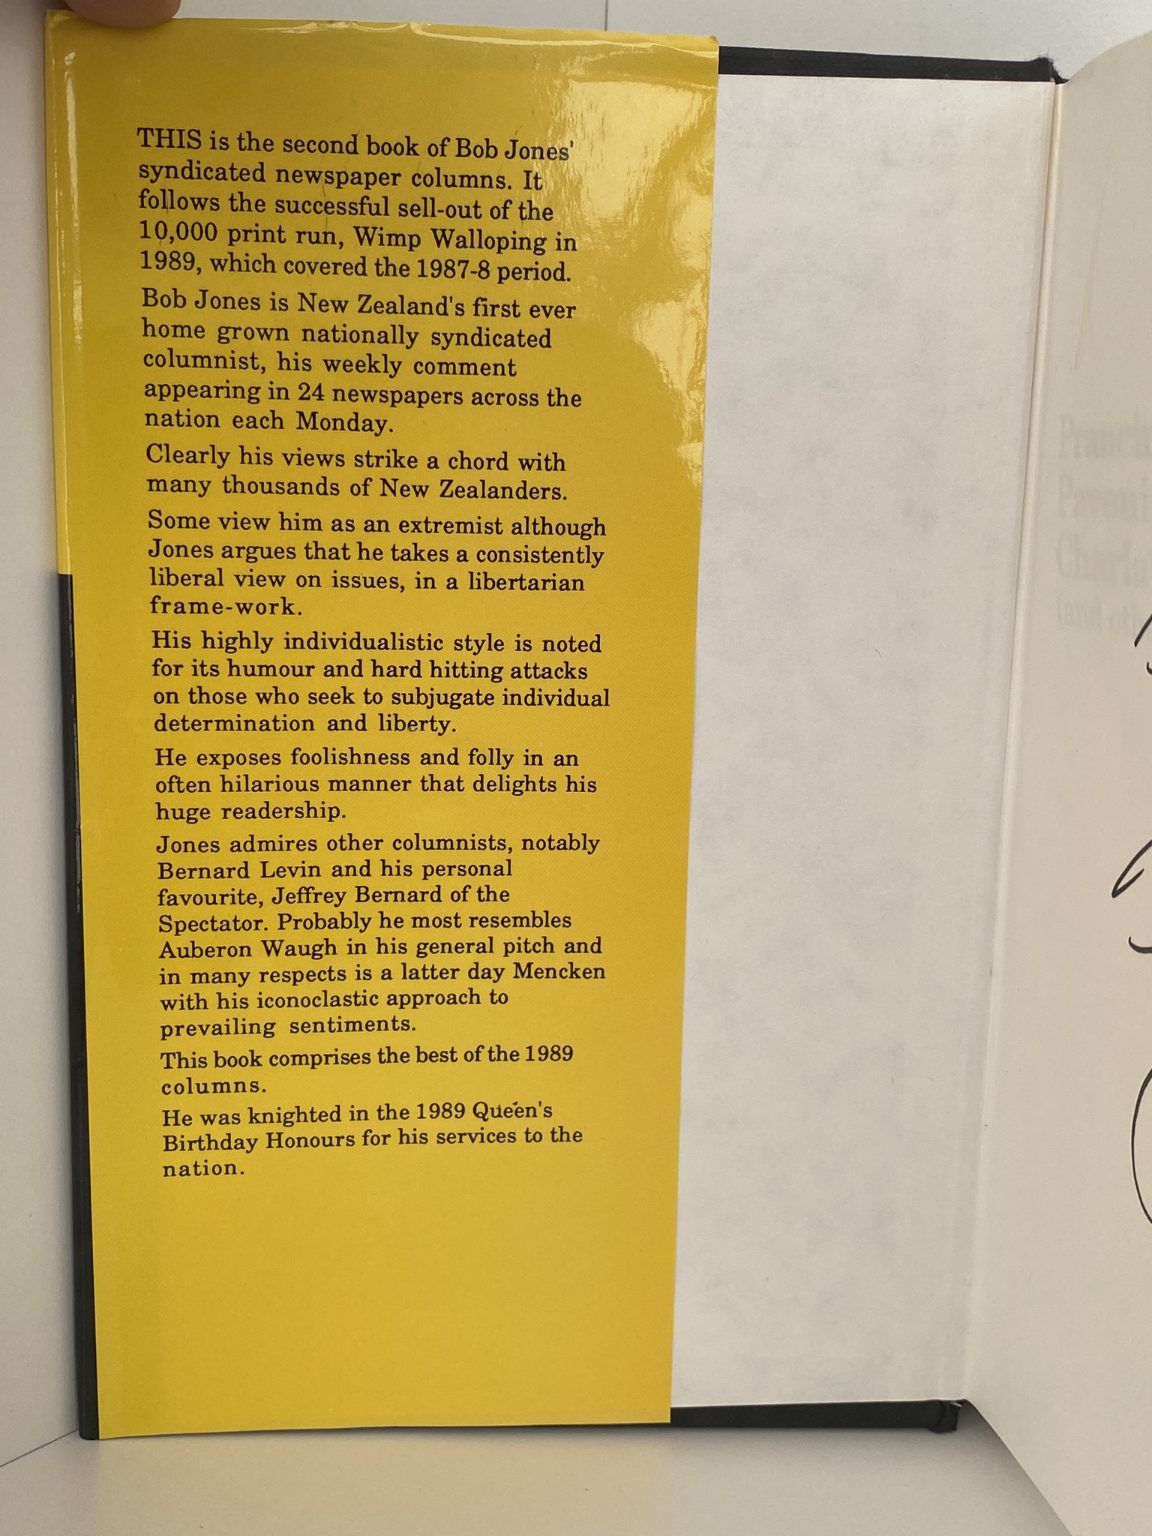 THIS is the second book of Bob Jones'
syndicated newspaper columns. It
follows the successful sell-out of the
10,000 print run, Wimp Walloping in
1989, which covered the 1987-8 period.
Bob Jones is New Zealand's first ever
home grown nationally syndicated
columnist, his weekly comment
appearing in 24 newspapers across the
nation each Monday.
Clearly his views strike a chord with
many thousands of New Zealanders.
Some view him as an extremist although
Jones argues that he takes a consistently
liberal view on issues, in a libertarian
frame-work.
His highly individualistic style is noted
for its humour and hard hitting attacks
on those who seek to subjugate individual
determination and liberty.
He exposes foolishness and folly in an
often hilarious manner that delights his
huge readership.
Jones admires other columnists, notably
Bernard Levin and his personal
favourite, Jeffrey Bernard of the
Spectator. Probably he most resembles
Auberon Waugh in his general pitch and
in many respects is a latter day Mencken
with his iconoclastic approach to
prevailing sentiments.
This book comprises the best of the 1989
columns.
He was knighted in the 1989 Queen's
Birthday Honours for his services to the
nation.